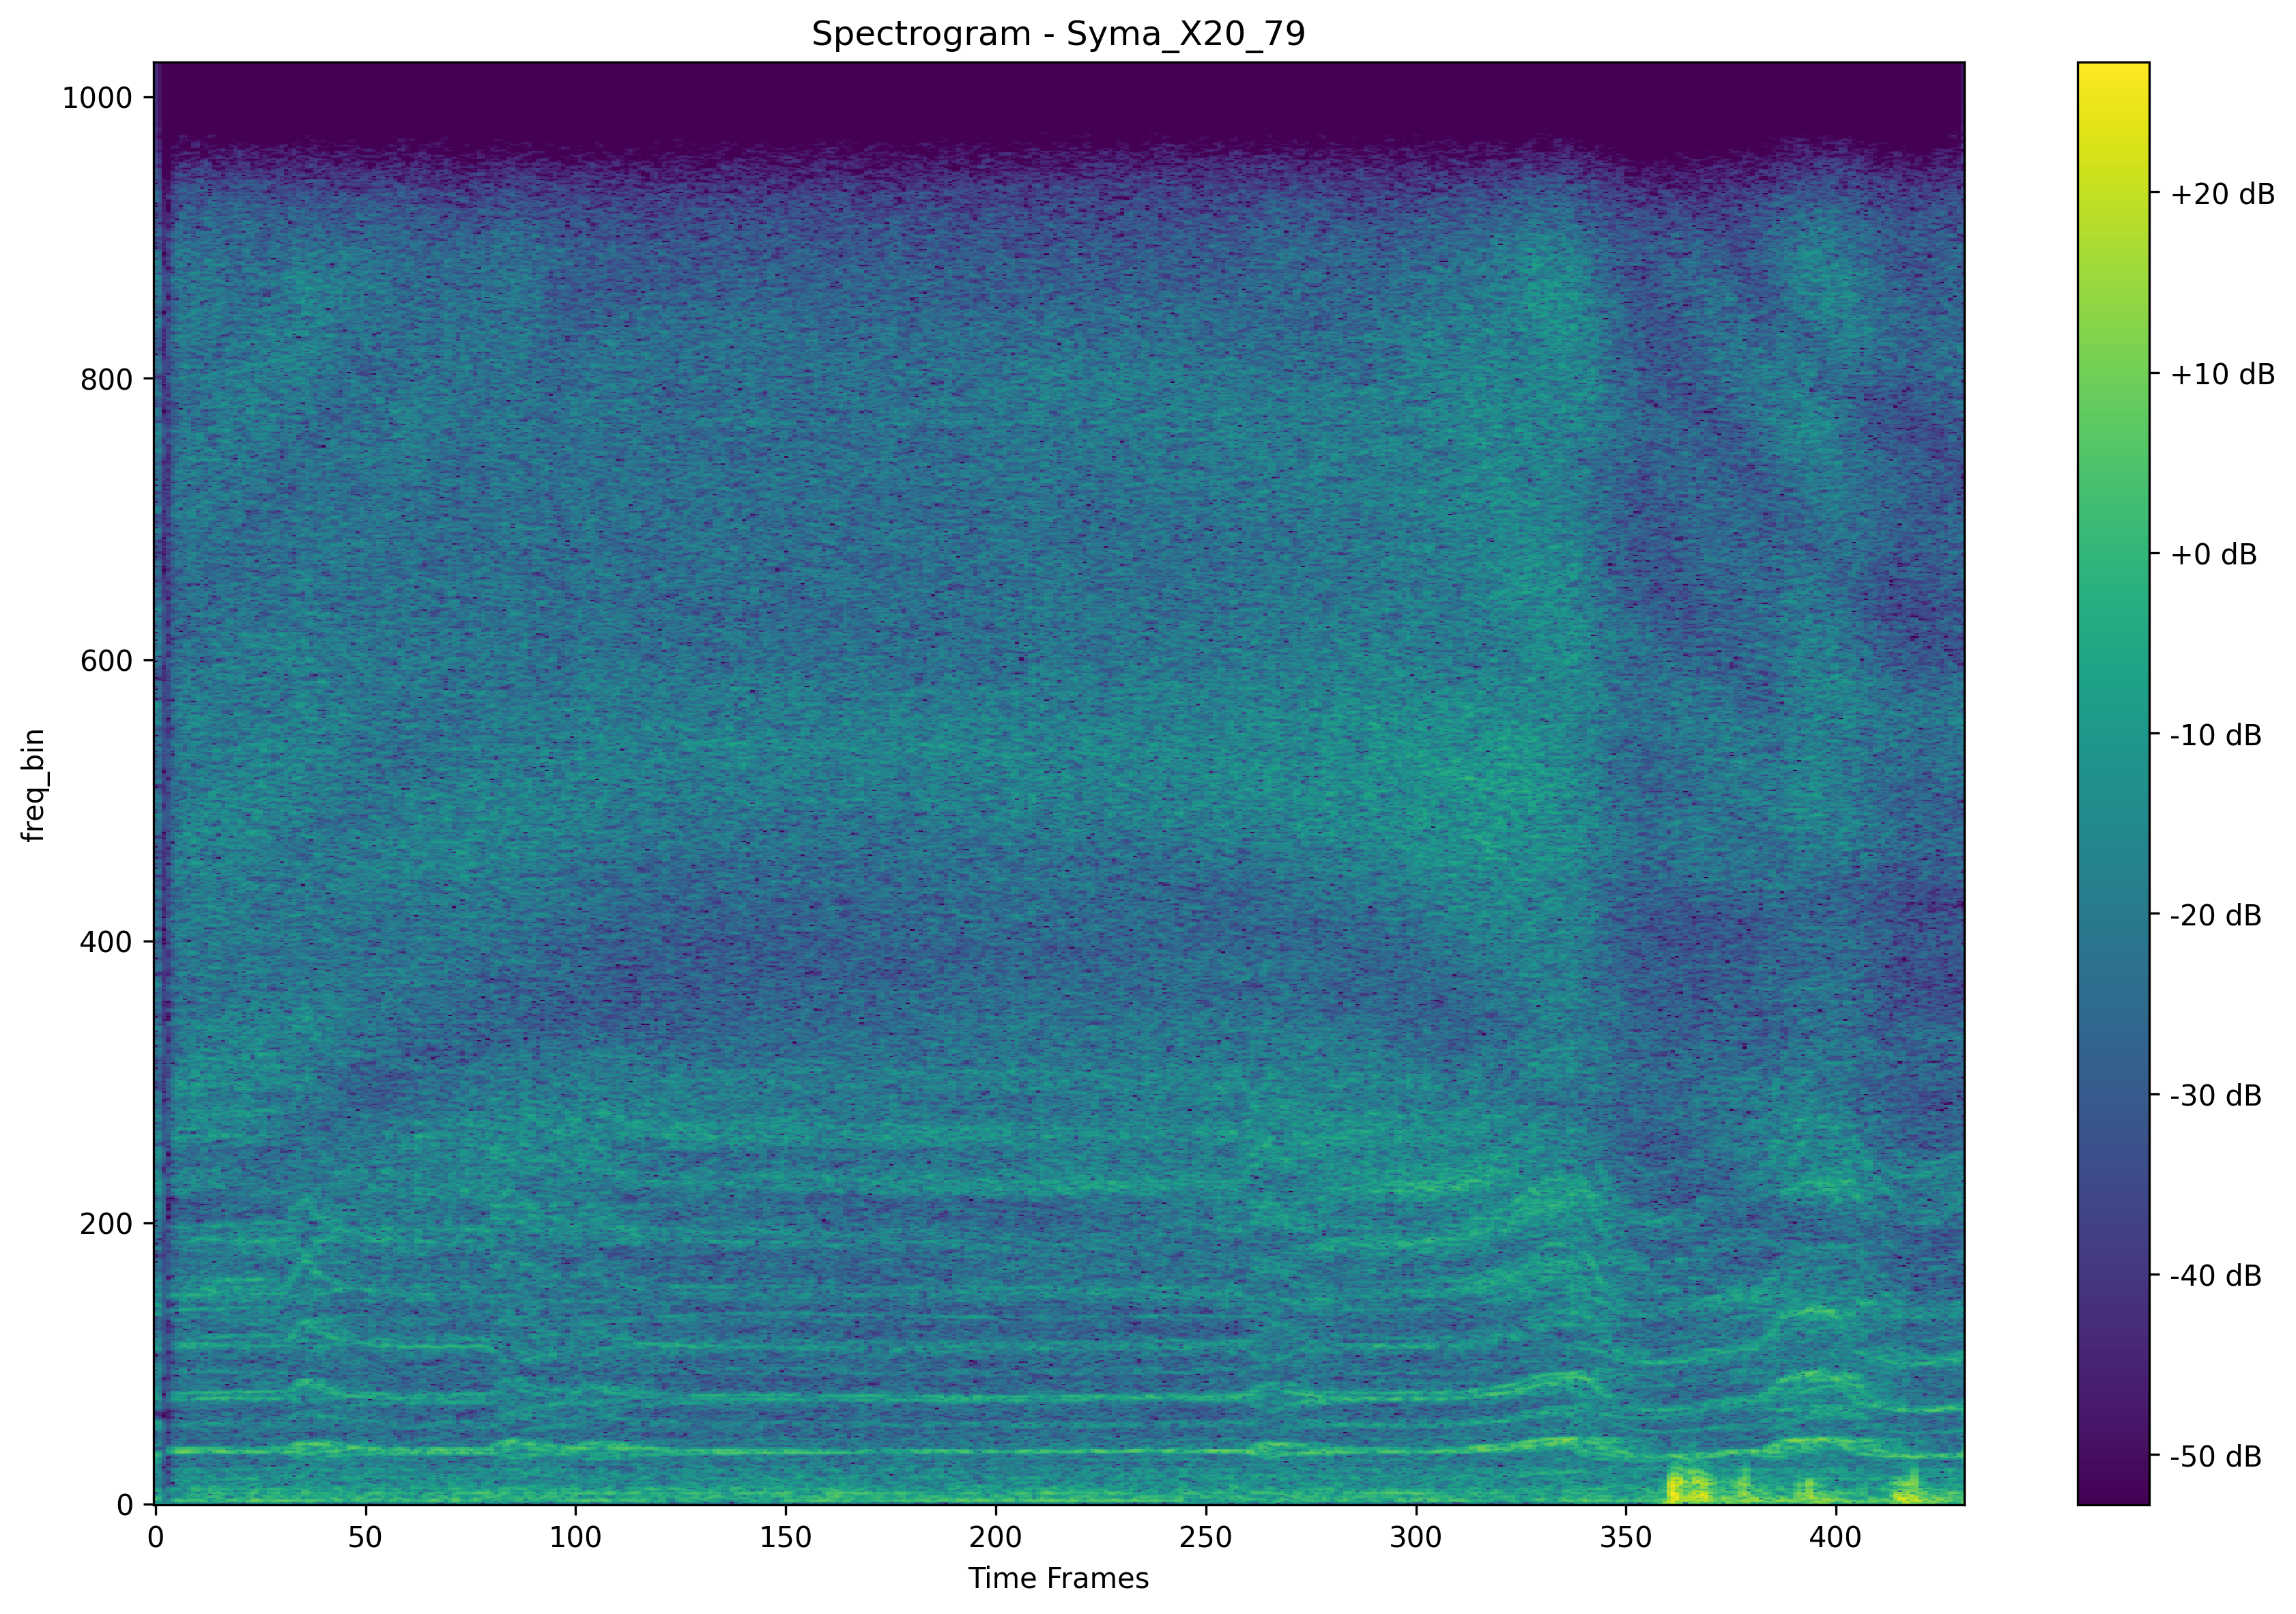 Spectrogram - Syma_X20_79
1000
800
600
400
200
0
freq_bin
0 50 100 150 200 250 300 350 400
Time Frames
+20 dB
+10 dB
+0 dB
-10 dB
-20 dB
-30 dB
-40 dB
-50 dB